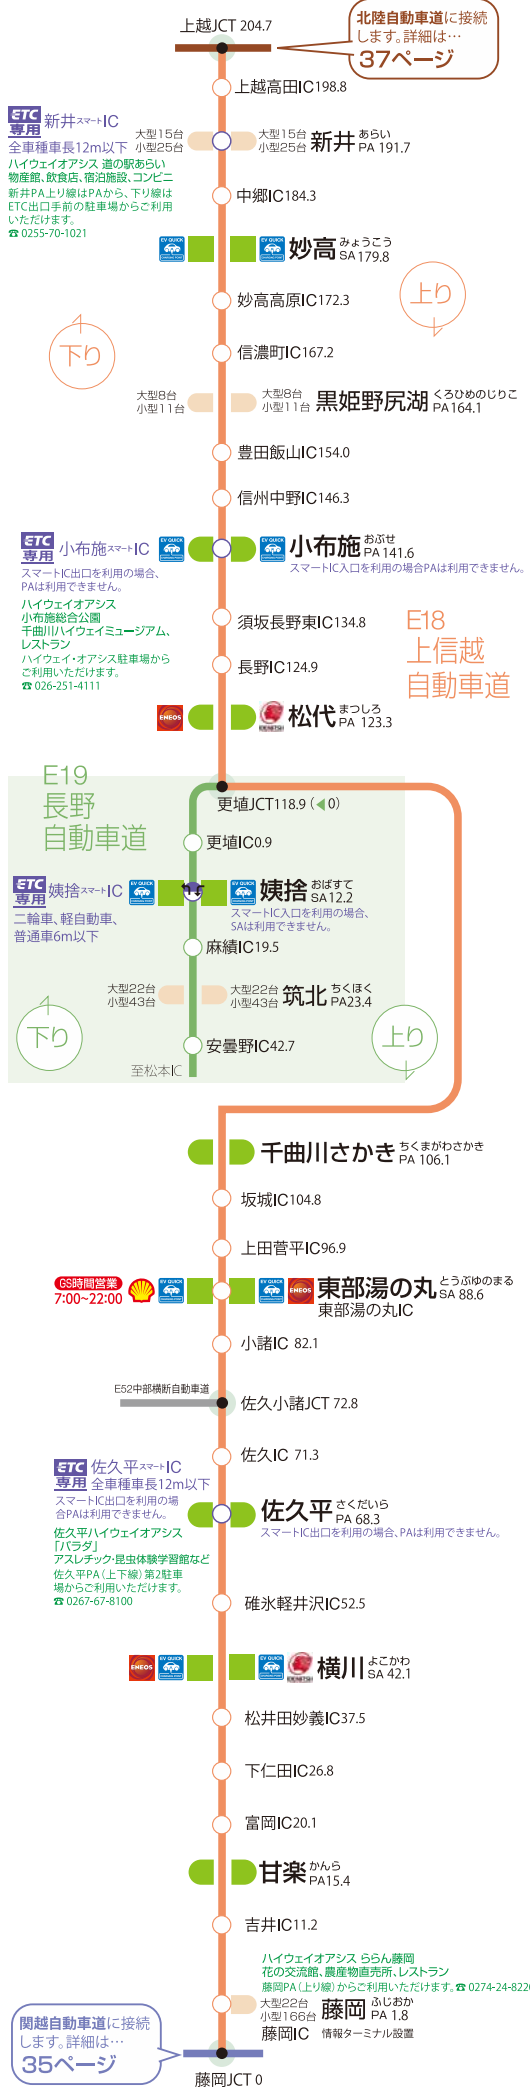 上越JCT 204.7
北陸自動車道に接続
します。詳細は…
37ページ
上越高田IC198.8
ETC
専用
新井スマートIC
全車種車長12m以下
ハイウェイオアシス 道の駅あらい
物産館、飲食店、宿泊施設、コンビニ
新井PA上り線はPAから、下り線は
ETC出口手前の駐車場からご利用
いただけます。
☎ 0255-70-1021
大型15台
小型25台
大型15台
小型25台
新井 あらい
PA 191.7
中郷IC184.3
EV QUICK
EV QUICK
妙高 みょうこう
SA179.8
妙高高原IC172.3
上り
下り
信濃町IC167.2
大型8台
小型11台
大型8台
小型11台
黒姫野尻湖 くろひめのじりこ
PA164.1
豊田飯山IC154.0
信州中野IC146.3
ETC
専用
小布施スマートIC
スマートIC出口を利用の場合、
PAは利用できません。
ハイウェイオアシス
小布施総合公園
千曲川ハイウェイミュージアム、
レストラン
ハイウェイ・オアシス駐車場から
ご利用いただけます。
☎ 026-251-4111
EV QUICK
EV QUICK
小布施 おぶせ
PA 141.6
スマートIC入口を利用の場合PAは利用できません。
須坂長野東IC134.8
E18
上信越
自動車道
長野IC124.9
ENEOS
松代 まつしろ
PA 123.3
更埴JCT118.9 (◀0)
E19
長野
自動車道
更埴IC0.9
ETC
専用
姨捨スマートIC
二輪車、軽自動車、
普通車6m以下
EV QUICK
EV QUICK
姨捨 おばすて
SA12.2
スマートIC入口を利用の場合、
SAは利用できません。
麻績IC19.5
大型22台
小型43台
大型22台
小型43台
筑北 ちくほく
PA23.4
下り
上り
安曇野IC42.7
至松本IC
千曲川さかき ちくまがわさかき
PA 106.1
坂城IC104.8
上田菅平IC96.9
GS時間営業
7:00~22:00
EV QUICK
EV QUICK
ENEOS
東部湯の丸 とうぶゆのまる
SA 88.6
東部湯の丸IC
小諸IC 82.1
E52中部横断自動車道
佐久小諸JCT 72.8
佐久IC 71.3
ETC
専用
佐久平スマートIC
全車種車長12m以下
スマートIC出口を利用の場
合PAは利用できません。
佐久平ハイウェイオアシス
「パラダ」
アスレチック・昆虫体験学習館など
佐久平PA(上下線)第2駐車
場からご利用いただけます。
☎ 0267-67-8100
佐久平 さくだいら
PA 68.3
スマートIC出口を利用の場合、PAは利用できません。
碓氷軽井沢IC52.5
ENEOS
EV QUICK
EV QUICK
横川 よこかわ
SA 42.1
松井田妙義IC37.5
下仁田IC26.8
富岡IC20.1
甘楽 かんら
PA15.4
吉井IC11.2
ハイウェイオアシス ららん藤岡
花の交流館、農産物直売所、レストラン
藤岡PA(上り線)からご利用いただけます。☎ 0274-24-822
大型22台
小型166台
藤岡 ふじおか
PA 1.8
藤岡IC 情報ターミナル設置
関越自動車道に接続
します。詳細は…
35ページ
藤岡JCT 0